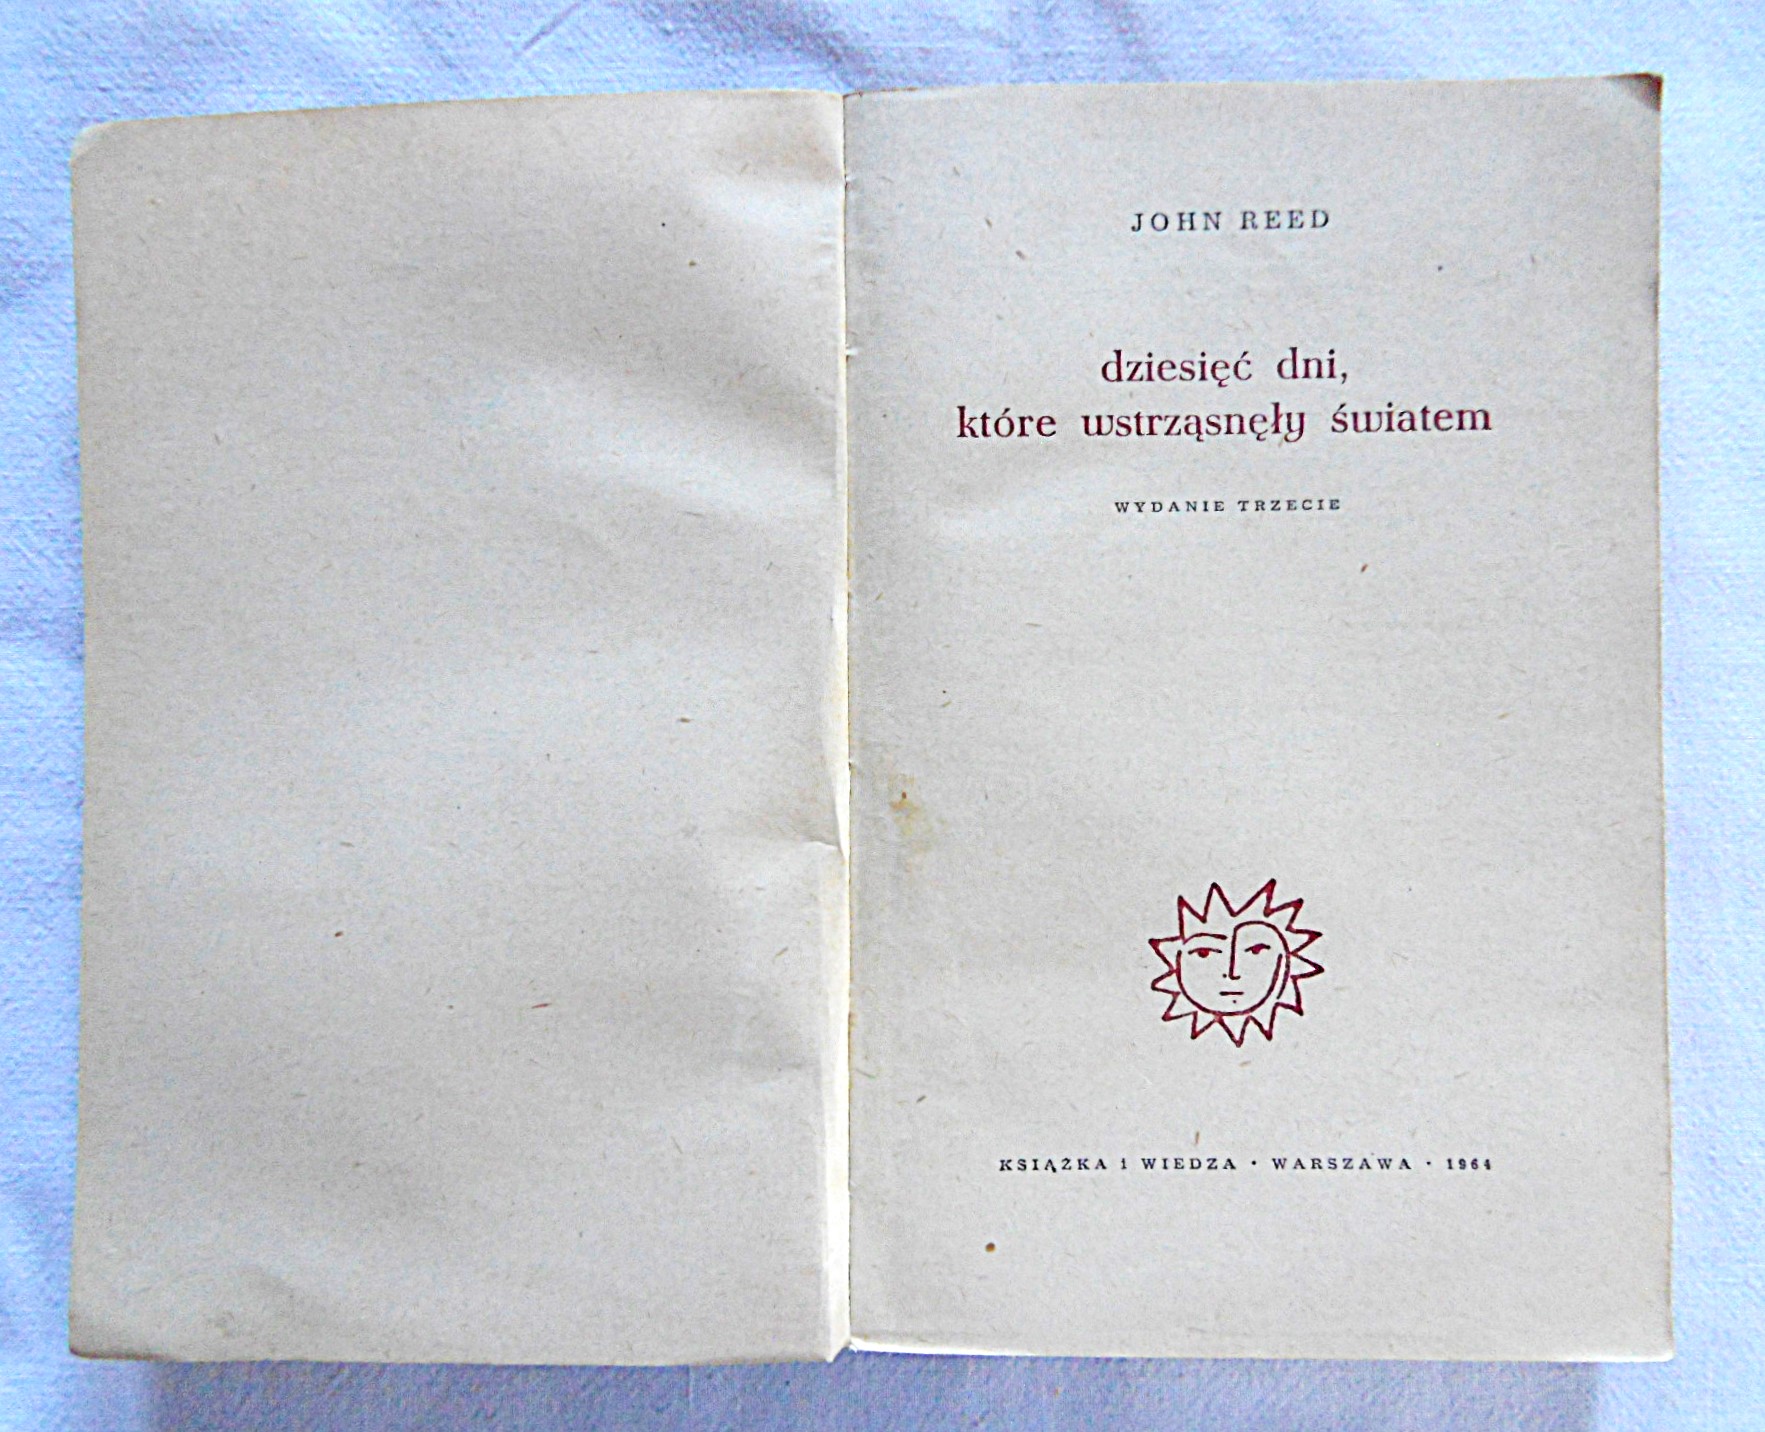 JOHN REED
dziesięć dni,
które wstrząsnęły światem
WYDANIE TRZECIE
KSIĄŻKA i WIEDZA • WARSZAWA • 1964